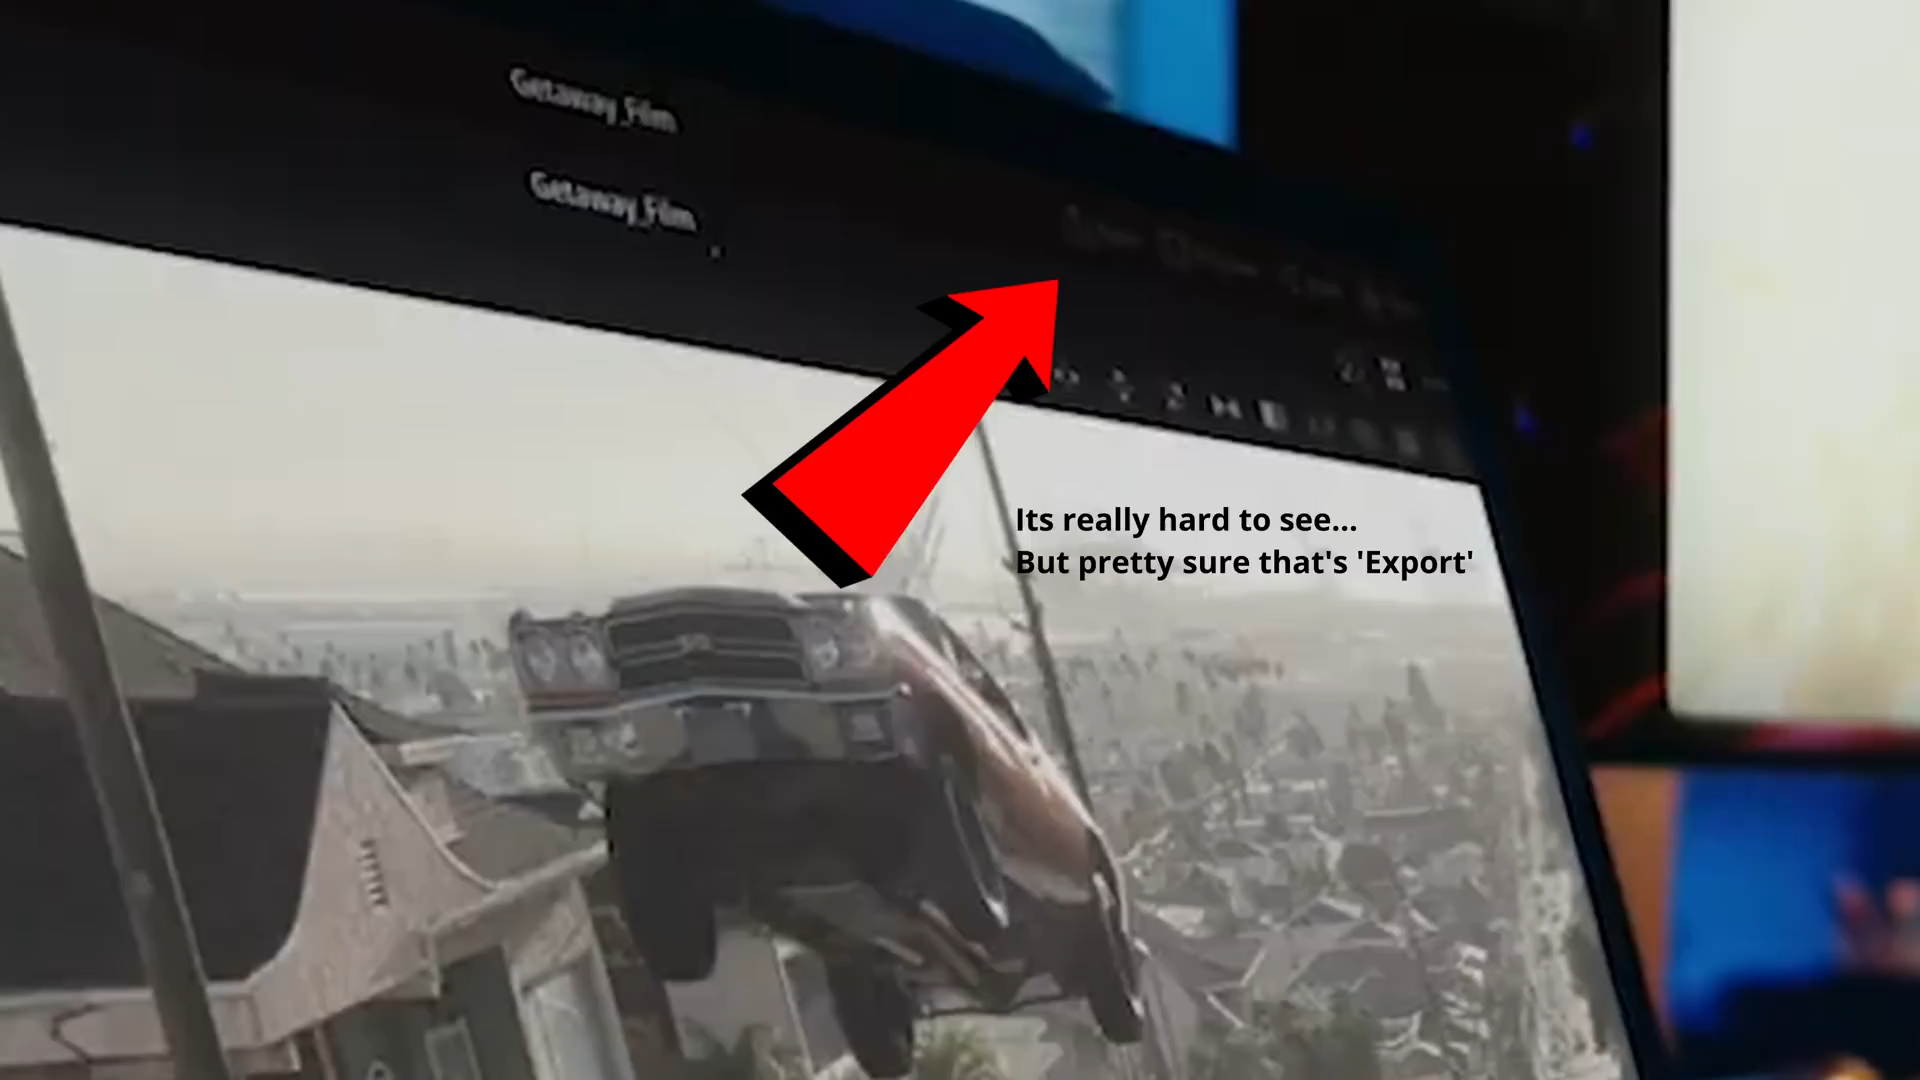 Getaway_Film
Getaway_Film
Its really hard to see...
But pretty sure that's 'Export'